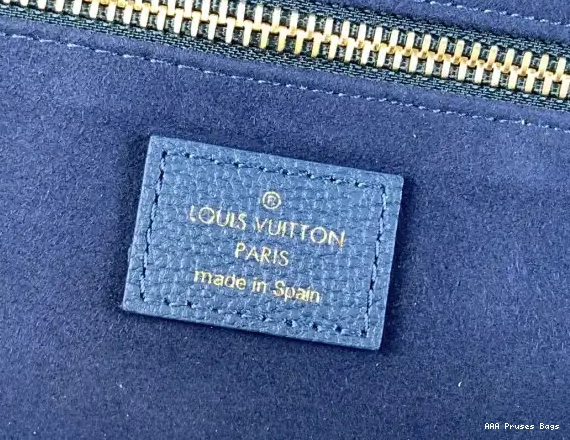 ®
LOUIS VUITTON
PARIS
made in Spain
AAA Pruses Bags